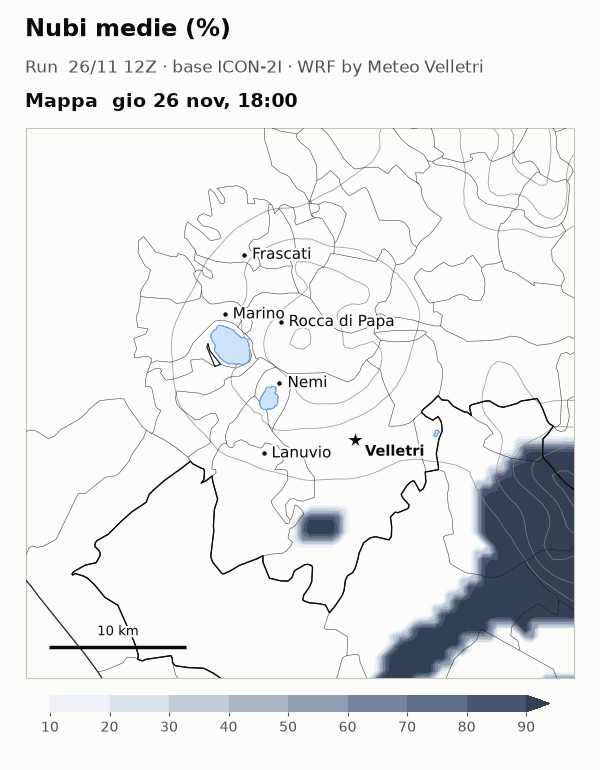 Nubi medie (%)
Run  26/11 12Z · base ICON-2I · WRF by Meteo Velletri
Mappa  gio 26 nov, 18:00
Frascati
Marino
Rocca di Papa
Nemi
Velletri
Lanuvio
10 km
10 20 30 40 50 60 70 80 90